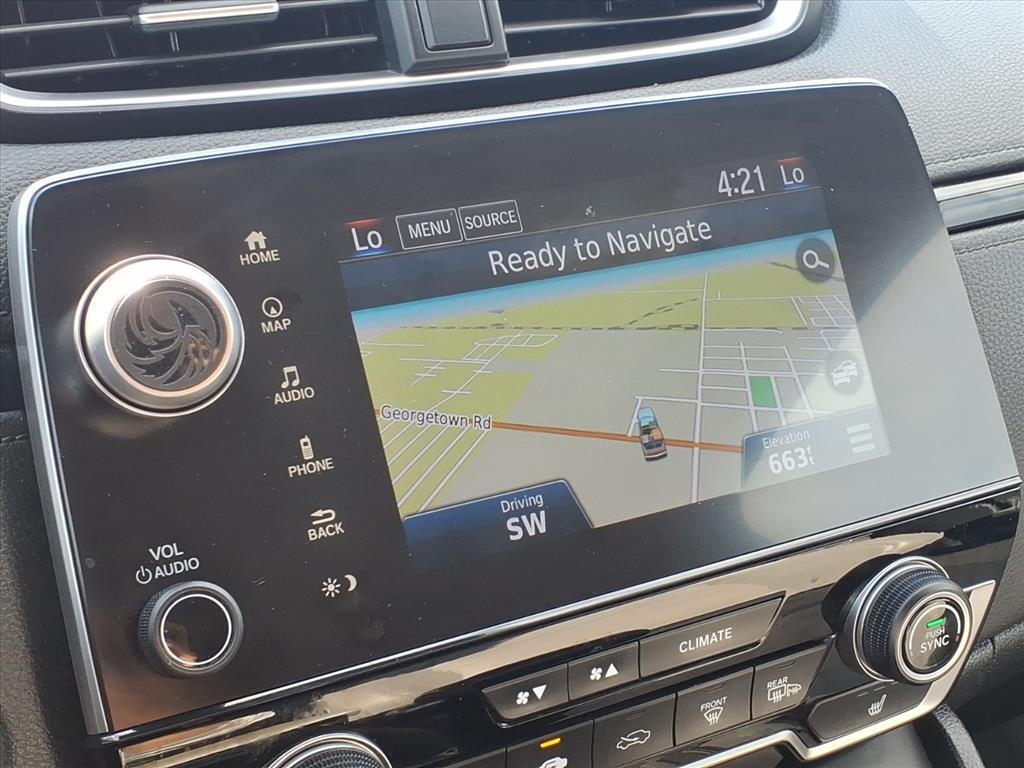 4:21
Lo
Lo
MENU
SOURCE
Ready to Navigate
HOME
MAP
AUDIO
PHONE
BACK
Georgetown Rd
Elevation
663ft
Driving
SW
VOL
AUDIO
CLIMATE
PUSH
SYNC
FRONT
REAR